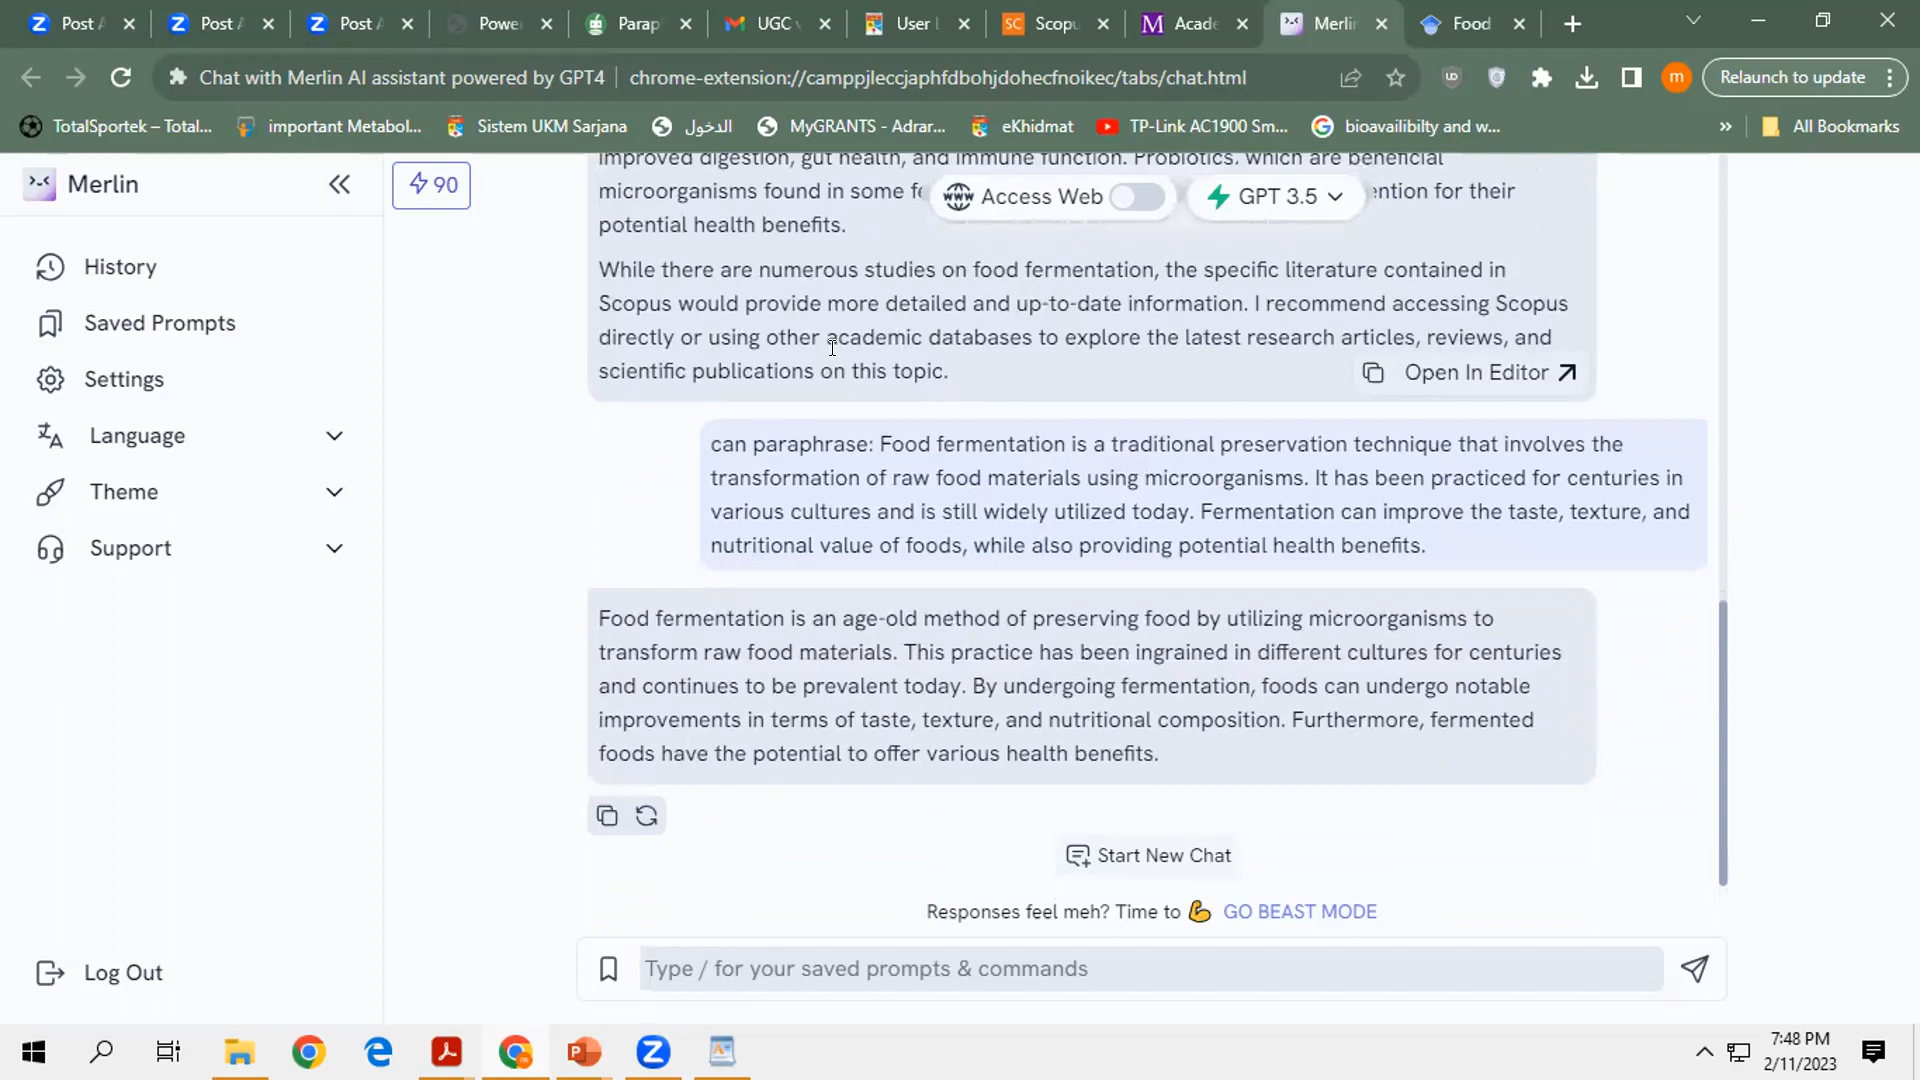 Post A
Post A
Post A
Power
Parap
UGC
User
Scopu
Acade
Merlin
Food
Chat with Merlin AI assistant powered by GPT4
chrome-extension://camppjleccjaphfdbohjdohecfnoikec/tabs/chat.html
m
Relaunch to update
TotalSportek – Total...
important Metabol...
Sistem UKM Sarjana
الدخول
MyGRANTS - Adrar...
eKhidmat
TP-Link AC1900 Sm...
bioavailibilty and w...
»
All Bookmarks
Merlin
90
improved digestion, gut health, and immune function. Probiotics, which are beneficial
microorganisms found in some
Access Web
GPT 3.5
for their
potential health benefits.
While there are numerous studies on food fermentation, the specific literature contained in
Scopus would provide more detailed and up-to-date information. I recommend accessing Scopus
directly or using other academic databases to explore the latest research articles, reviews, and
scientific publications on this topic.
Open In Editor
History
Saved Prompts
Settings
Language
Theme
Support
Log Out
can paraphrase: Food fermentation is a traditional preservation technique that involves the
transformation of raw food materials using microorganisms. It has been practiced for centuries in
various cultures and is still widely utilized today. Fermentation can improve the taste, texture, and
nutritional value of foods, while also providing potential health benefits.
Food fermentation is an age-old method of preserving food by utilizing microorganisms to
transform raw food materials. This practice has been ingrained in different cultures for centuries
and continues to be prevalent today. By undergoing fermentation, foods can undergo notable
improvements in terms of taste, texture, and nutritional composition. Furthermore, fermented
foods have the potential to offer various health benefits.
Start New Chat
Responses feel meh? Time to 💪 GO BEAST MODE
Type / for your saved prompts & commands
7:48 PM
2/11/2023